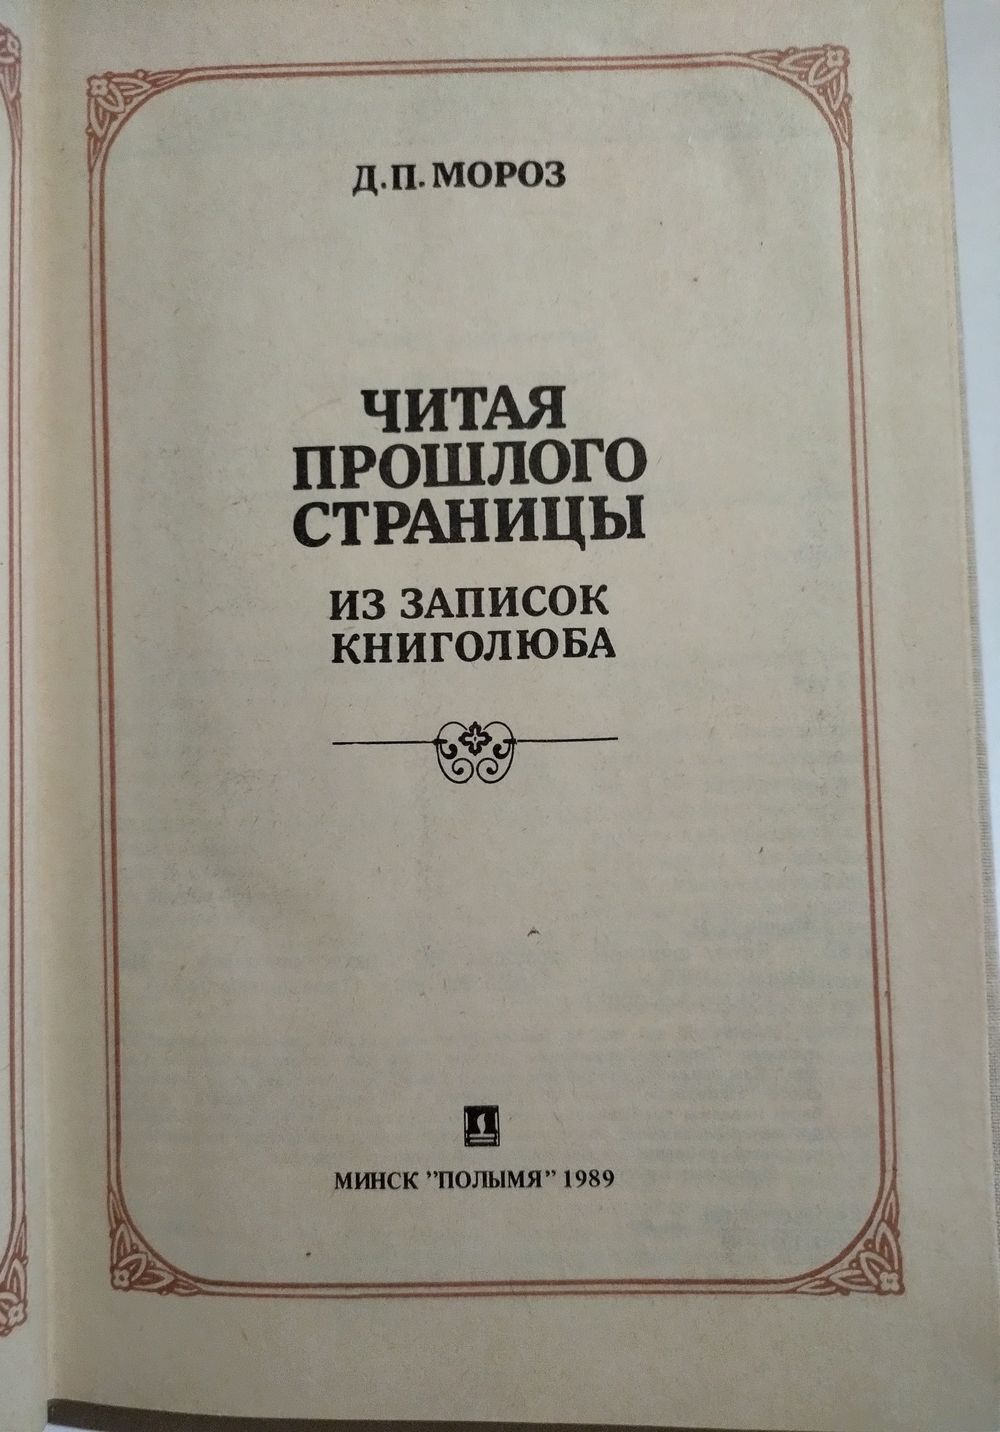 Д.П. МОРОЗ
ЧИТАЯ
ПРОШЛОГО
СТРАНИЦЫ
ИЗ ЗАПИСОК
КНИГОЛЮБА
МИНСК "ПОЛЫМЯ" 1989